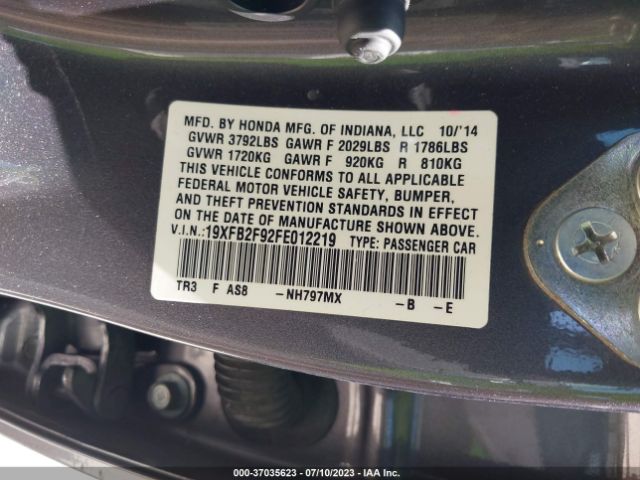 MFD. BY HONDA MFG. OF INDIANA, LLC 10/'14
GVWR 3792LBS GAWR F 2029LBS R 1786LBS
GVWR 1720KG GAWR F 920KG R 810KG
THIS VEHICLE CONFORMS TO ALL APPLICABLE
FEDERAL MOTOR VEHICLE SAFETY, BUMPER,
AND THEFT PREVENTION STANDARDS IN EFFECT
ON THE DATE OF MANUFACTURE SHOWN ABOVE.
V.I.N.:19XFB2F92FE012219 TYPE: PASSENGER CAR
TR3 F AS8 -NH797MX -B -E
000-37035623 / 07/10/2023 / IAA Inc.